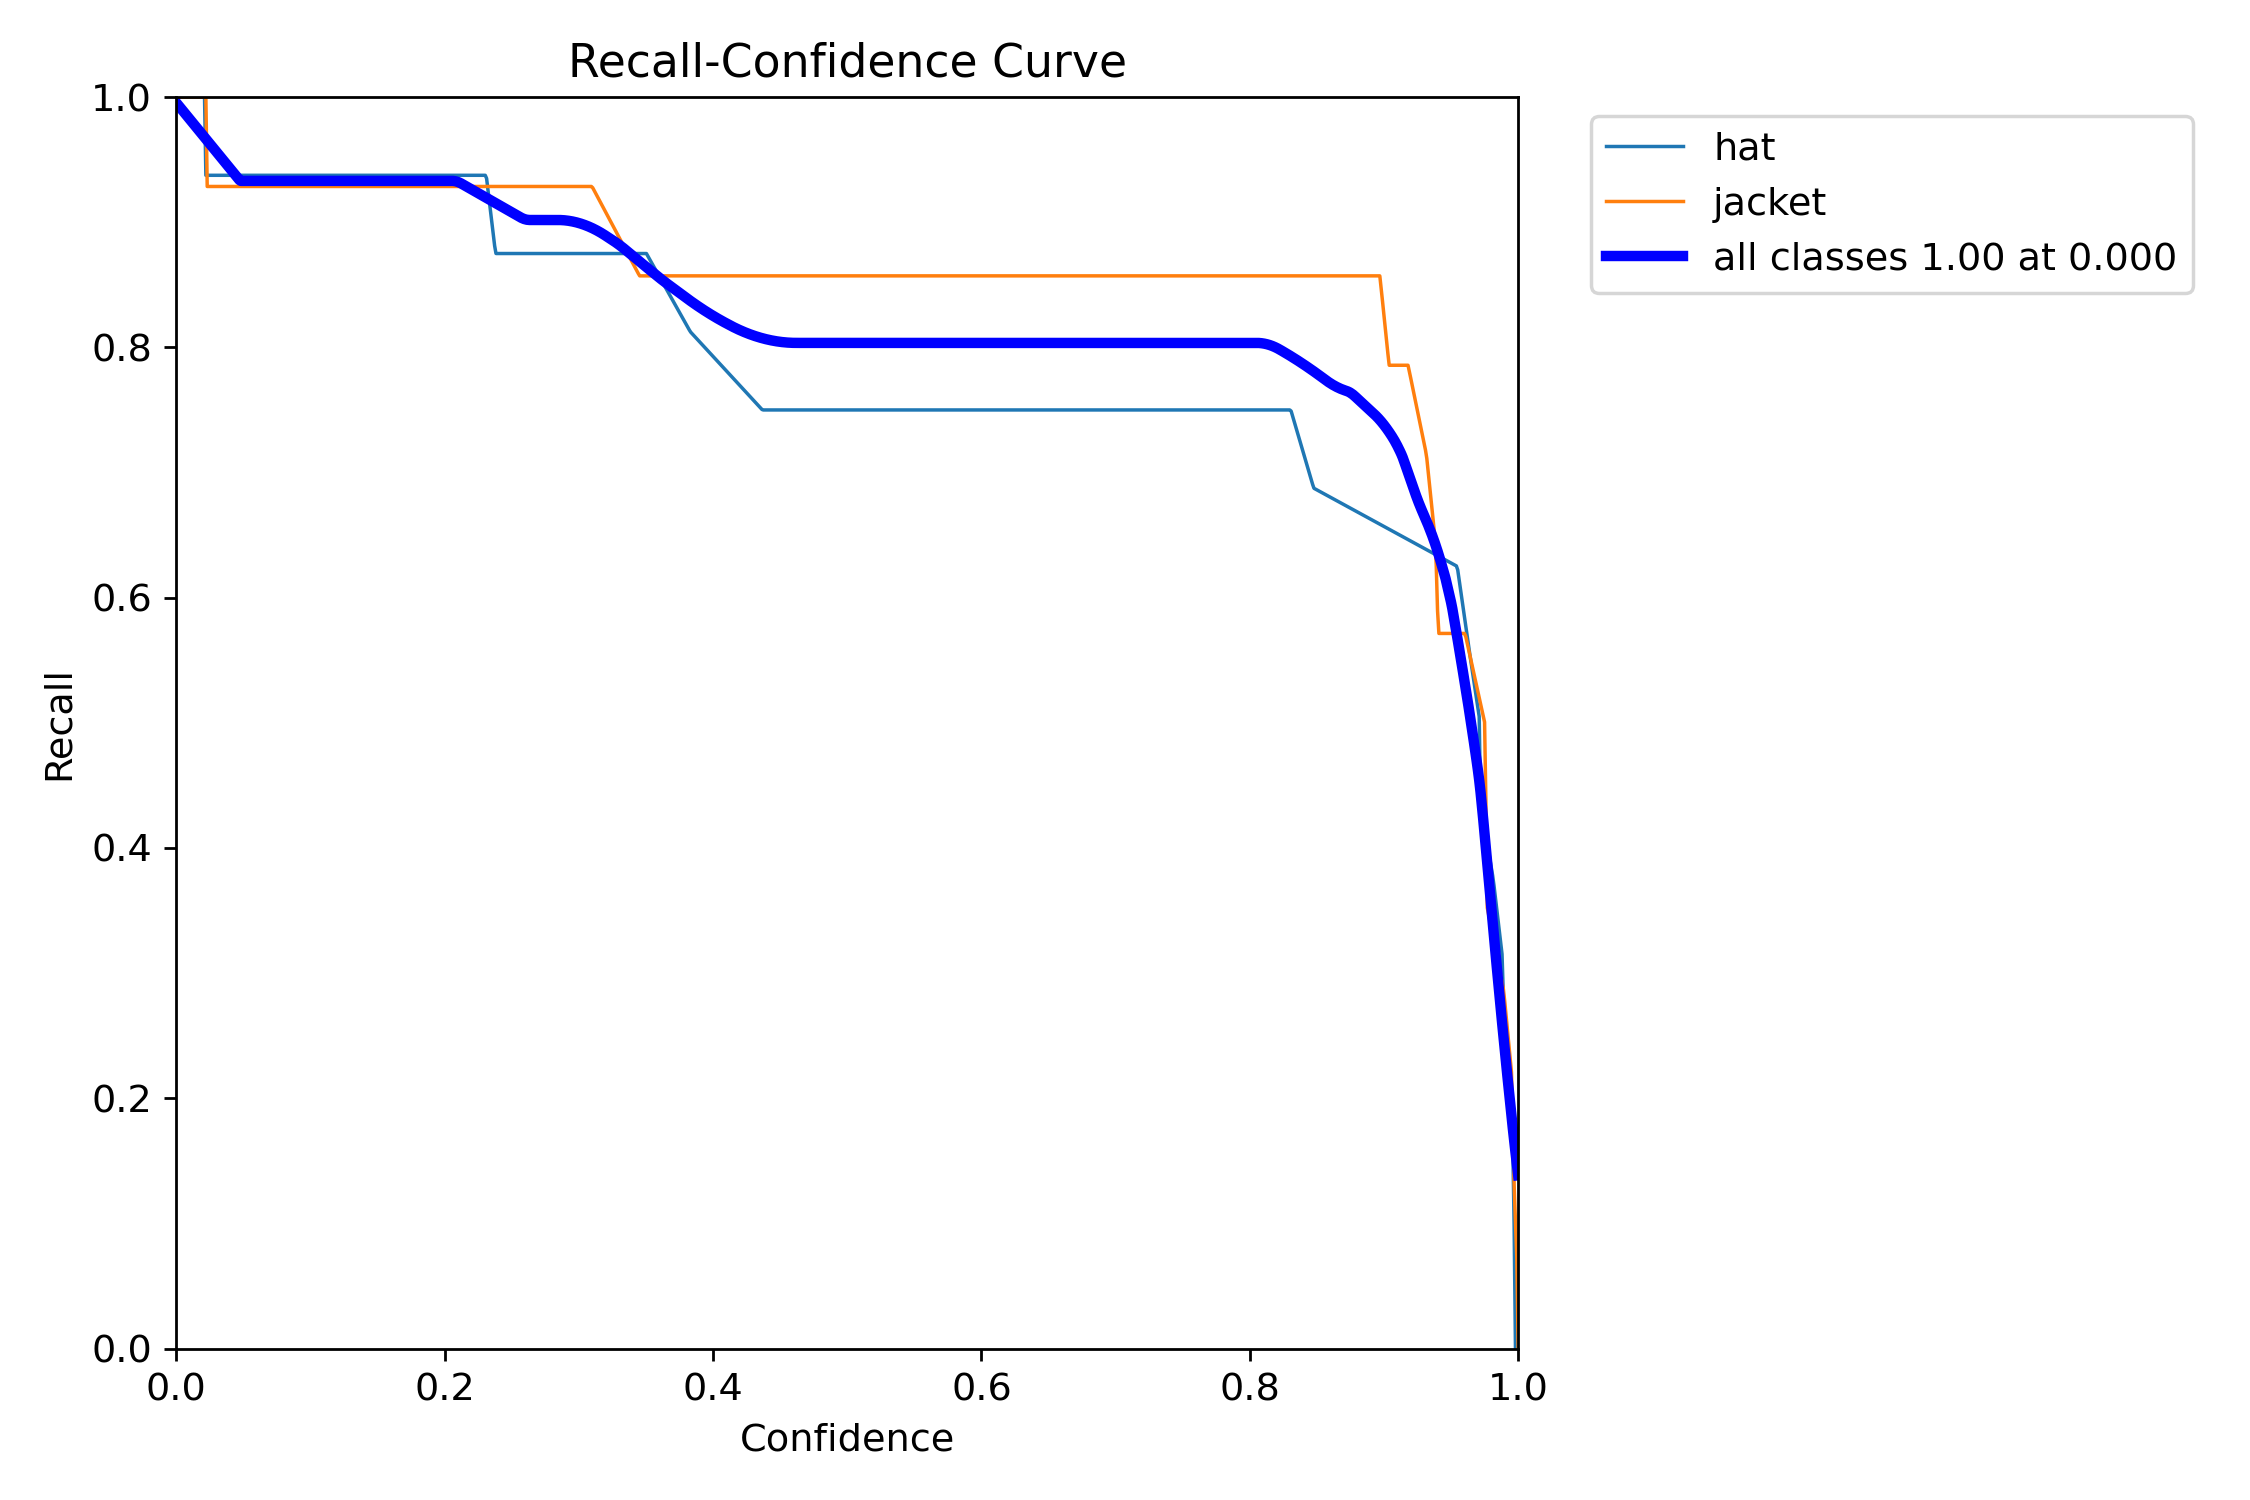 Recall-Confidence Curve
hat
jacket
all classes 1.00 at 0.000
1.0
0.8
0.6
0.4
0.2
0.0
Recall
0.0 0.2 0.4 0.6 0.8 1.0
Confidence